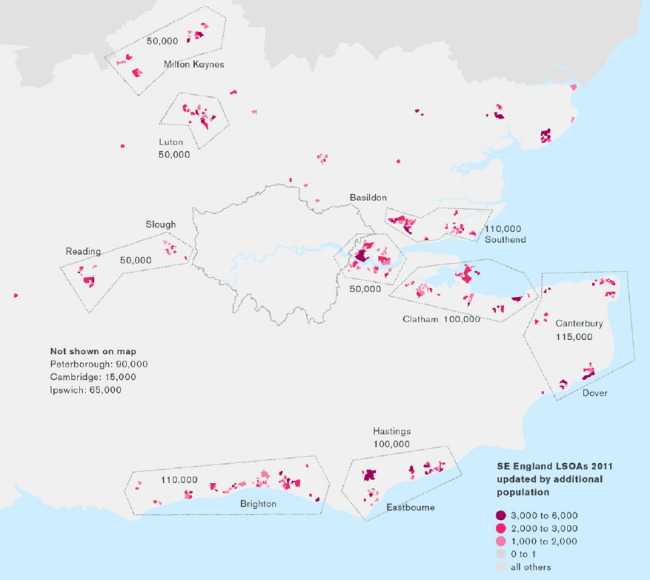 50,000
Milton Keynes
Luton
50,000
Basildon
Slough
110,000
Southend
Reading
50,000
50,000
Clatham 100,000
Canterbury
115,000
Not shown on map
Peterborough: 90,000
Cambridge: 15,000
Ipswich: 65,000
Dover
Hastings
100,000
110,000
Brighton
Eastbourne
SE England LSOAs 2011
updated by additional
population
3,000 to 6,000
2,000 to 3,000
1,000 to 2,000
0 to 1
all others